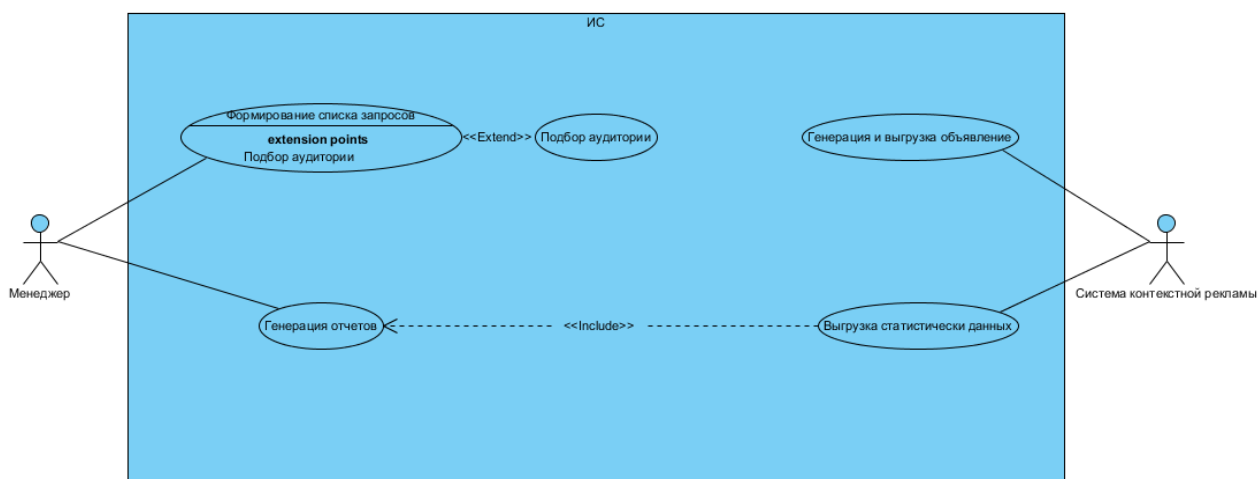 ИС
Формирование списка запросов
extension points
Подбор аудитории
<<Extend>>
Подбор аудитории
Генерация и выгрузка объявление
Менеджер
Система контекстной рекламы
Генерация отчетов
<<Include>>
Выгрузка статистически данных